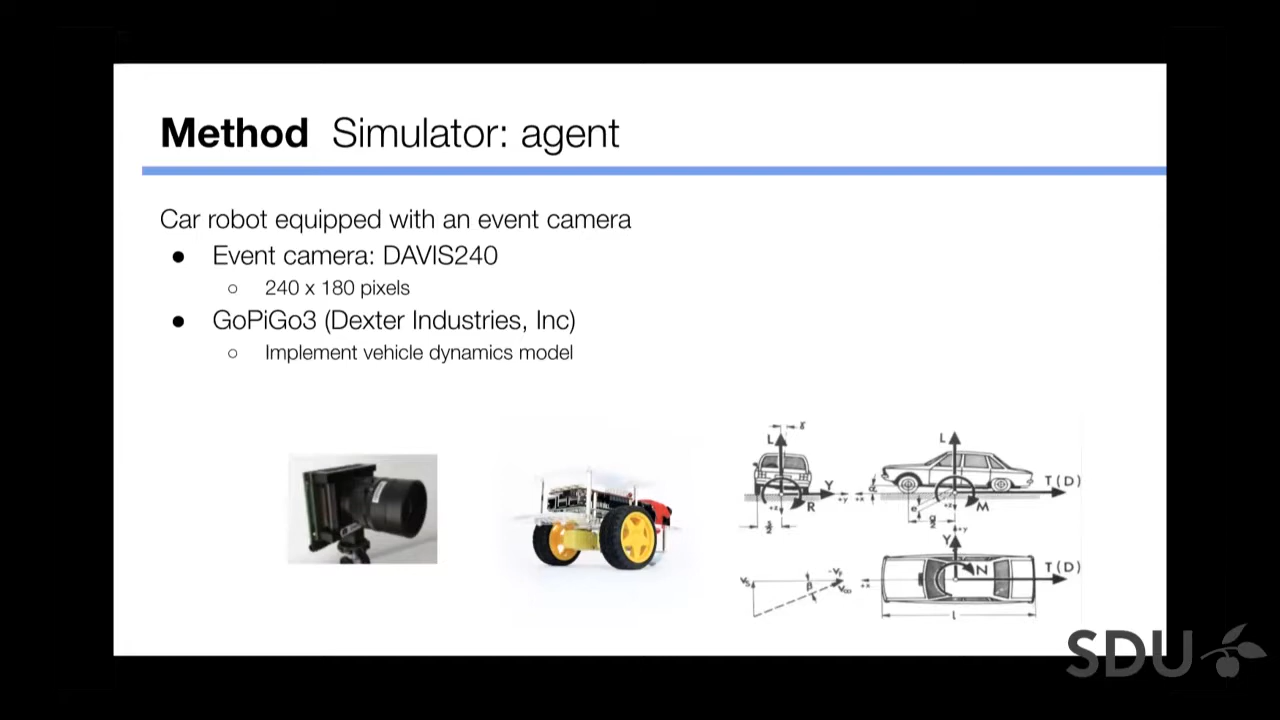 Method Simulator: agent
Car robot equipped with an event camera
● Event camera: DAVIS240
○ 240 x 180 pixels
● GoPiGo3 (Dexter Industries, Inc)
○ Implement vehicle dynamics model
L
Y
R
L
T(D)
M
Y
N
T(D)
l
SDU